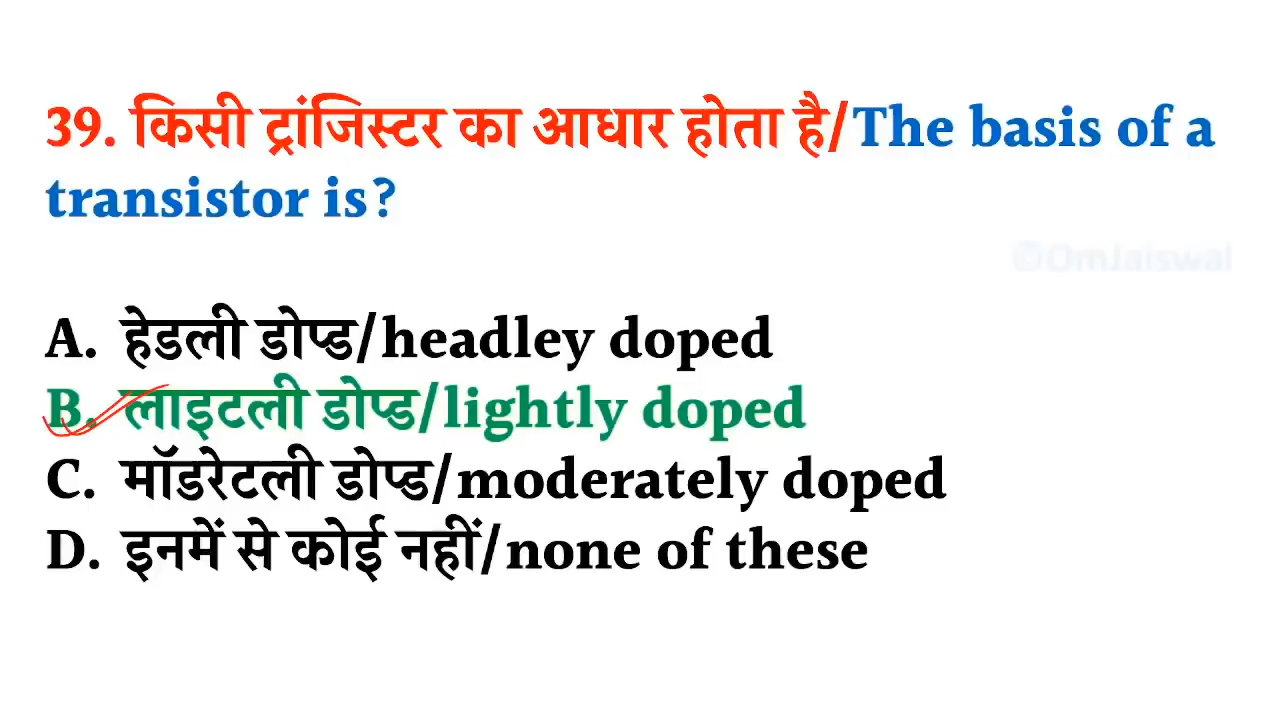 39. किसी ट्रांजिस्टर का आधार होता है/The basis of a
transistor is?
©OmJaiswal
A. हेडली डोप्ड/headley doped
B. लाइटली डोप्ड/lightly doped
C. मॉडरेटली डोप्ड/moderately doped
D. इनमें से कोई नहीं/none of these